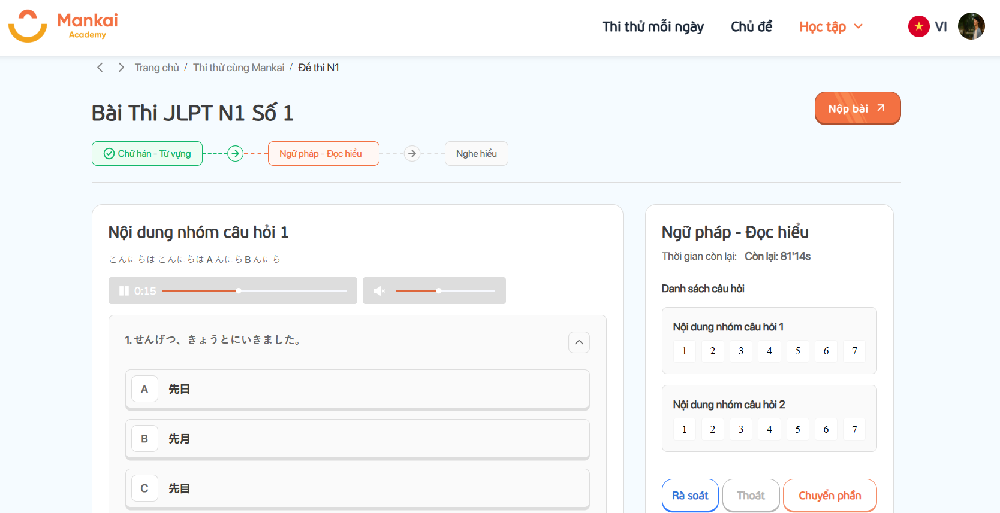 Mankai
Academy
Thi thử mỗi ngày
Chủ đề
Học tập
VI
Trang chủ / Thi thử cùng Mankai / Đề thi N1
Bài Thi JLPT N1 Số 1
Nộp bài
Chữ hán - Từ vựng
Ngữ pháp - Đọc hiểu
Nghe hiểu
Nội dung nhóm câu hỏi 1
こんにちは こんにちは A んにち B んにち
0:15
1. せんげつ、きょうとにいきました。
A 先日
B 先月
C 先目
Ngữ pháp - Đọc hiểu
Thời gian còn lại: Còn lại: 81'14s
Danh sách câu hỏi
Nội dung nhóm câu hỏi 1
1 2 3 4 5 6 7
Nội dung nhóm câu hỏi 2
1 2 3 4 5 6 7
Rà soát
Thoát
Chuyển phần